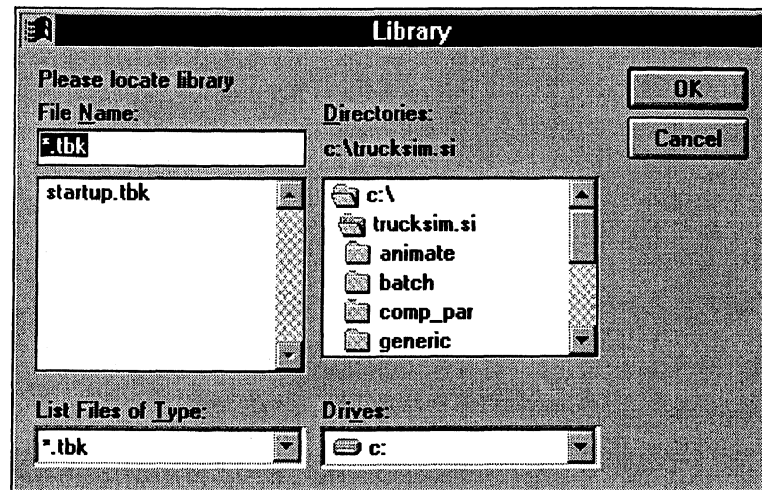 Library
Please locate library
File Name:
*.tbk
startup.tbk
List Files of Type:
*.tbk
Directories:
c:\trucksim.si
c:\
trucksim.si
animate
batch
comp_par
generic
Drives:
c:
OK
Cancel